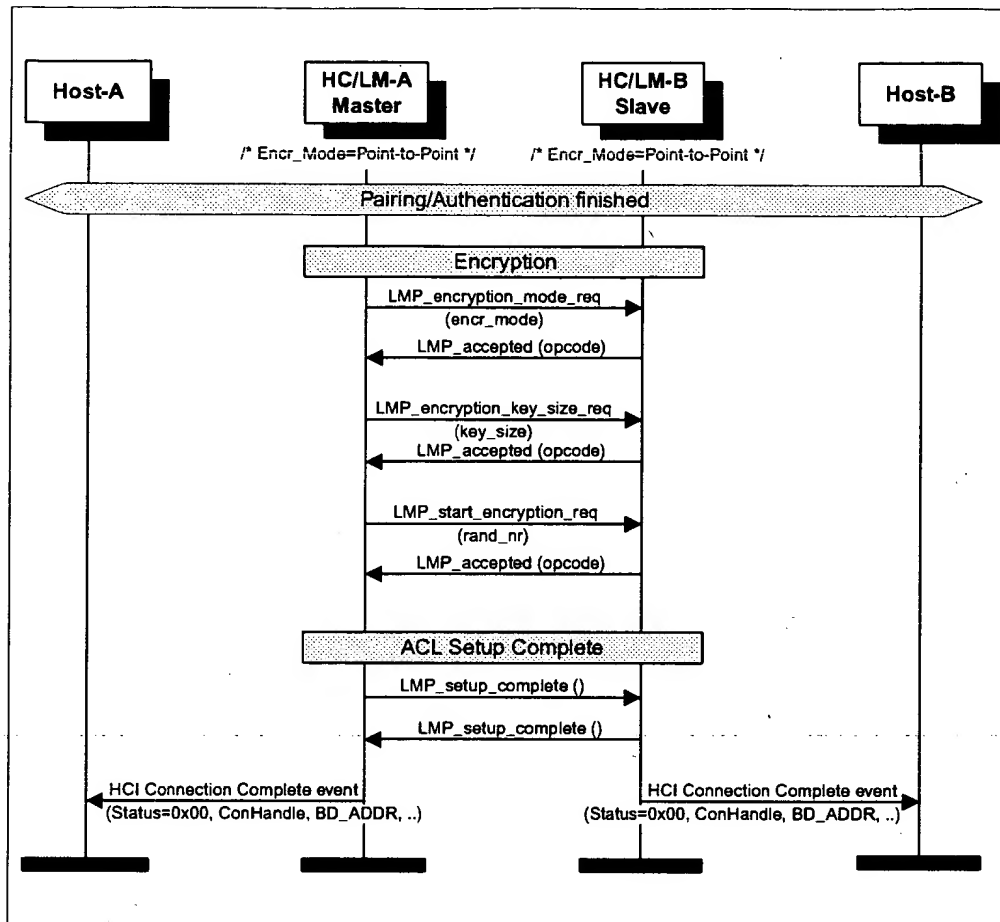 Host-A
HC/LM-A
Master
HC/LM-B
Slave
Host-B
/* Encr_Mode=Point-to-Point */
/* Encr_Mode=Point-to-Point */
Pairing/Authentication finished
Encryption
LMP_encryption_mode_req
(encr_mode)
LMP_accepted (opcode)
LMP_encryption_key_size_req
(key_size)
LMP_accepted (opcode)
LMP_start_encryption_req
(rand_nr)
LMP_accepted (opcode)
ACL Setup Complete
LMP_setup_complete ()
LMP_setup_complete ()
HCI Connection Complete event
(Status=0x00, ConHandle, BD_ADDR, ..)
HCI Connection Complete event
(Status=0x00, ConHandle, BD_ADDR, ..)